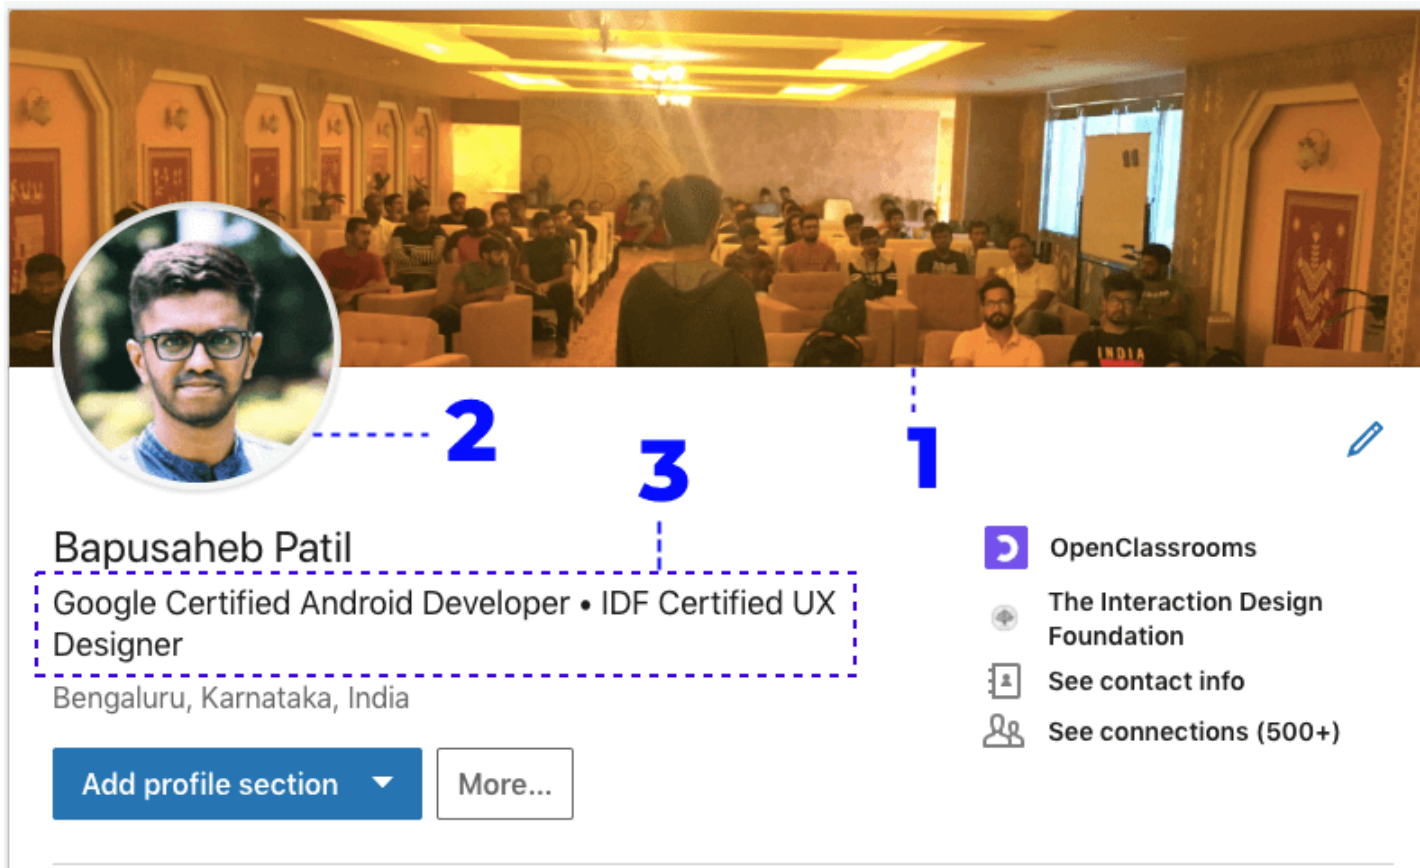 INDIA
2
1
3
Bapusaheb Patil
Google Certified Android Developer • IDF Certified UX
Designer
Bengaluru, Karnataka, India
Add profile section
More...
OpenClassrooms
The Interaction Design
Foundation
See contact info
See connections (500+)